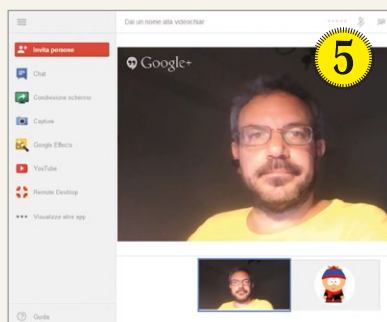 Dai un nome alla videochiar
Invita persone
Chat
Condivisione schermo
Capture
Google Effects
YouTube
Remote Desktop
Visualizza altre app
Guida
Google+
5